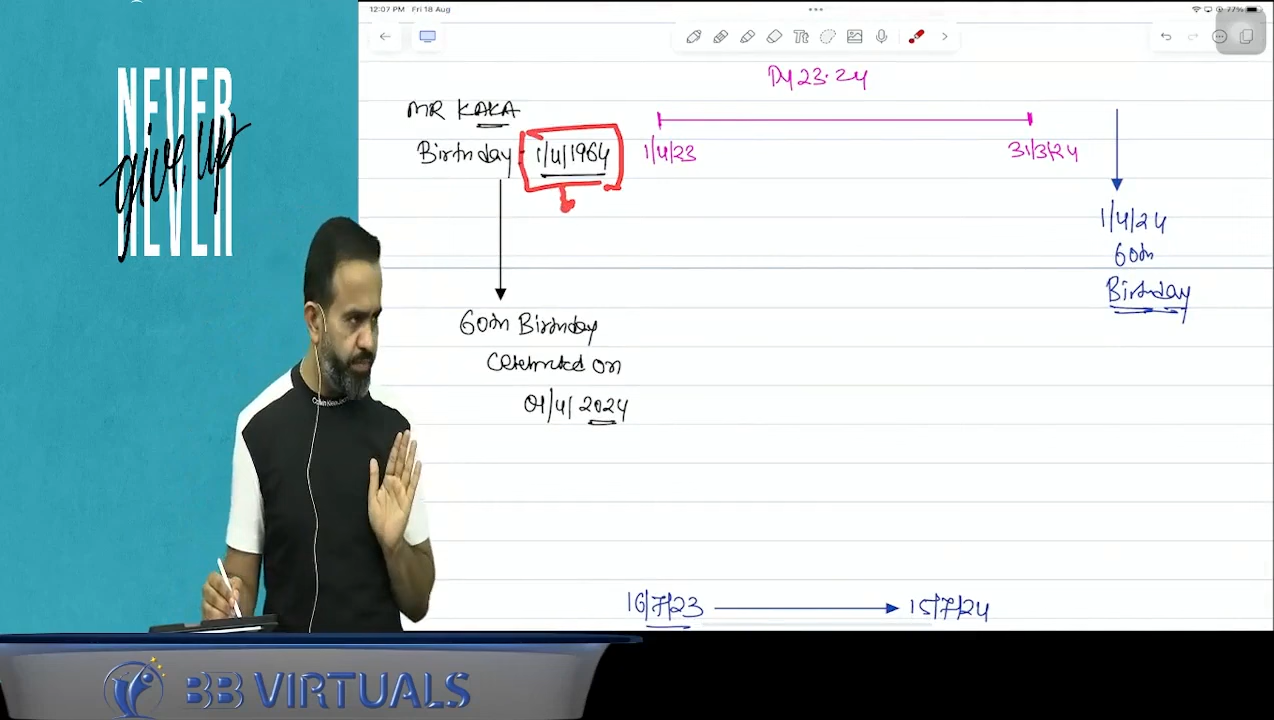 12:07 PM Fri 18 Aug
77%
NEVER
give up
NEVER
PY 23-24
MR KAKA
Birthday : 1/4/1964
1/4/23
31/3/24
1/4/24
60th
Birthday
60th Birthday
Celebrated on
01/4/2024
16/7/23
15/7/24
BB VIRTUALS